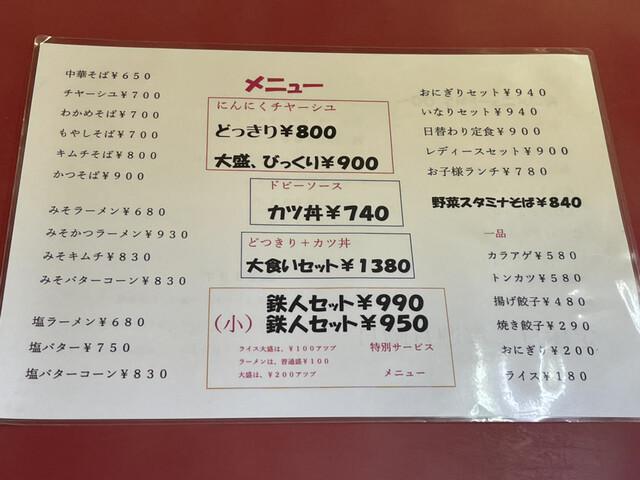 中華そば￥650
チヤーシユ￥700
わかめそば￥700
もやしそば￥700
キムチそば￥800
かつそば￥900
みそラーメン￥680
みそかつラーメン￥930
みそキムチ￥830
みそバターコーン￥830
塩ラーメン￥680
塩バター￥750
塩バターコーン￥830
メニュー
にんにくチヤーシユ
どっきり￥800
大盛、びっくり￥900
ドビーソース
カツ丼￥740
どつきり＋カツ丼
大食いセット￥1380
鉄人セット￥990
（小）鉄人セット￥950
ライス大盛は、￥100アツプ
ラーメンは、普通盛￥100
大盛は、￥200アツプ
特別サービス
メニュー
おにぎりセット￥940
いなりセット￥940
日替わり定食￥900
レディースセット￥900
お子様ランチ￥780
野菜スタミナそば￥840
一品
カラアゲ￥580
トンカツ￥580
揚げ餃子￥480
焼き餃子￥290
おにぎり￥200
ライス￥180